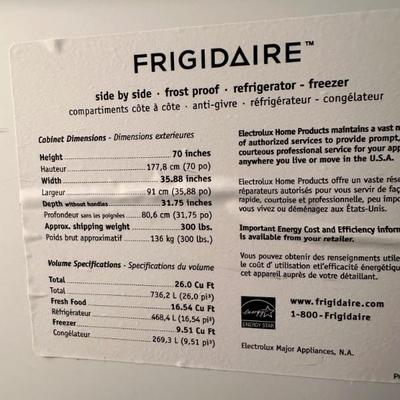 FRIGIDAIRE™
side by side · frost proof · refrigerator - freezer
compartiments côte à côte · anti-givre · réfrigérateur - congélateur
Cabinet Dimensions - Dimensions exterieures
Height 70 inches
Hauteur 177,8 cm (70 po)
Width 35.88 inches
Largeur 91 cm (35,88 po)
Depth without handles 31.75 inches
Profondeur sans les poignées 80,6 cm (31,75 po)
Approx. shipping weight 300 lbs.
Poids brut approximatif 136 kg (300 lbs.)
Volume Specifications - Specifications du volume
Total 26.0 Cu Ft
Total 736,2 L (26,0 pi³)
Fresh Food 16.54 Cu Ft
Réfrigérateur 468,4 L (16,54 pi³)
Freezer 9.51 Cu Ft
Congélateur 269,3 L (9,51 pi³)
Electrolux Home Products maintains a vast n
of authorized services to provide prompt,
courteous professional service for your app
anywhere you live or move in the U.S.A.
Electrolux Home Products offre un vaste rése
réparateurs autorisés pour vous servir de faç
rapide, courtoise et professionnelle, peu impo
vous vous déménagez aux États-Unis.
Important Energy Cost and Efficiency inform
is available from your retailer.
Vous pouvez obtenir des renseignements utile
le coût d' utilisation etl'efficacité énergétique
cet appareil auprès de votre détaillant.
energy
ENERGY STAR
www.frigidaire.com
1-800-Frigidaire
Electrolux Major Appliances, N.A.